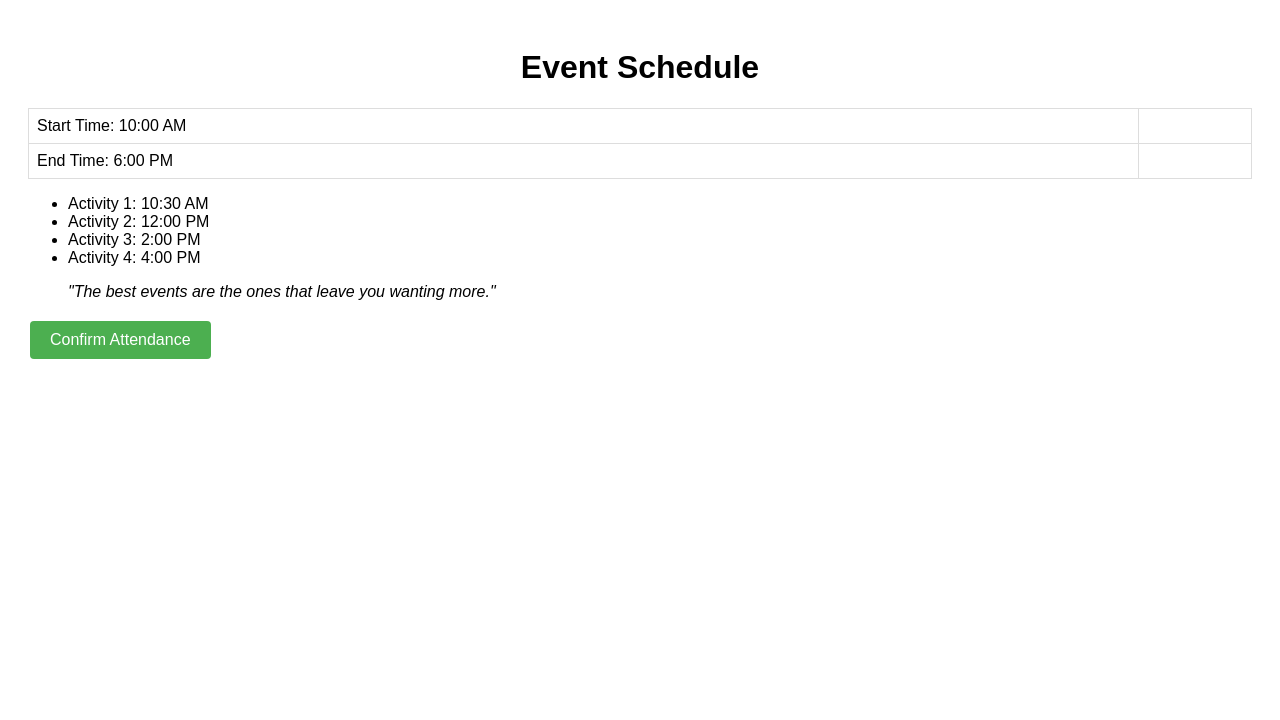 Event Schedule
Start Time: 10:00 AM
End Time: 6:00 PM
Activity 1: 10:30 AM
Activity 2: 12:00 PM
Activity 3: 2:00 PM
Activity 4: 4:00 PM
"The best events are the ones that leave you wanting more."
Confirm Attendance